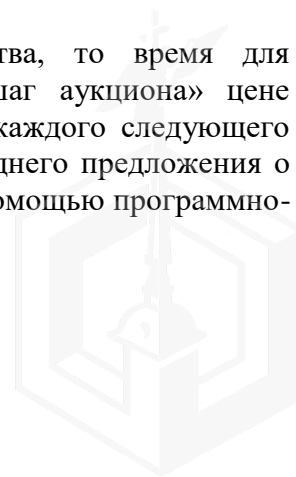 тва, то время для
шаг аукциона» цене
каждого следующего
днего предложения о
омощью программно-